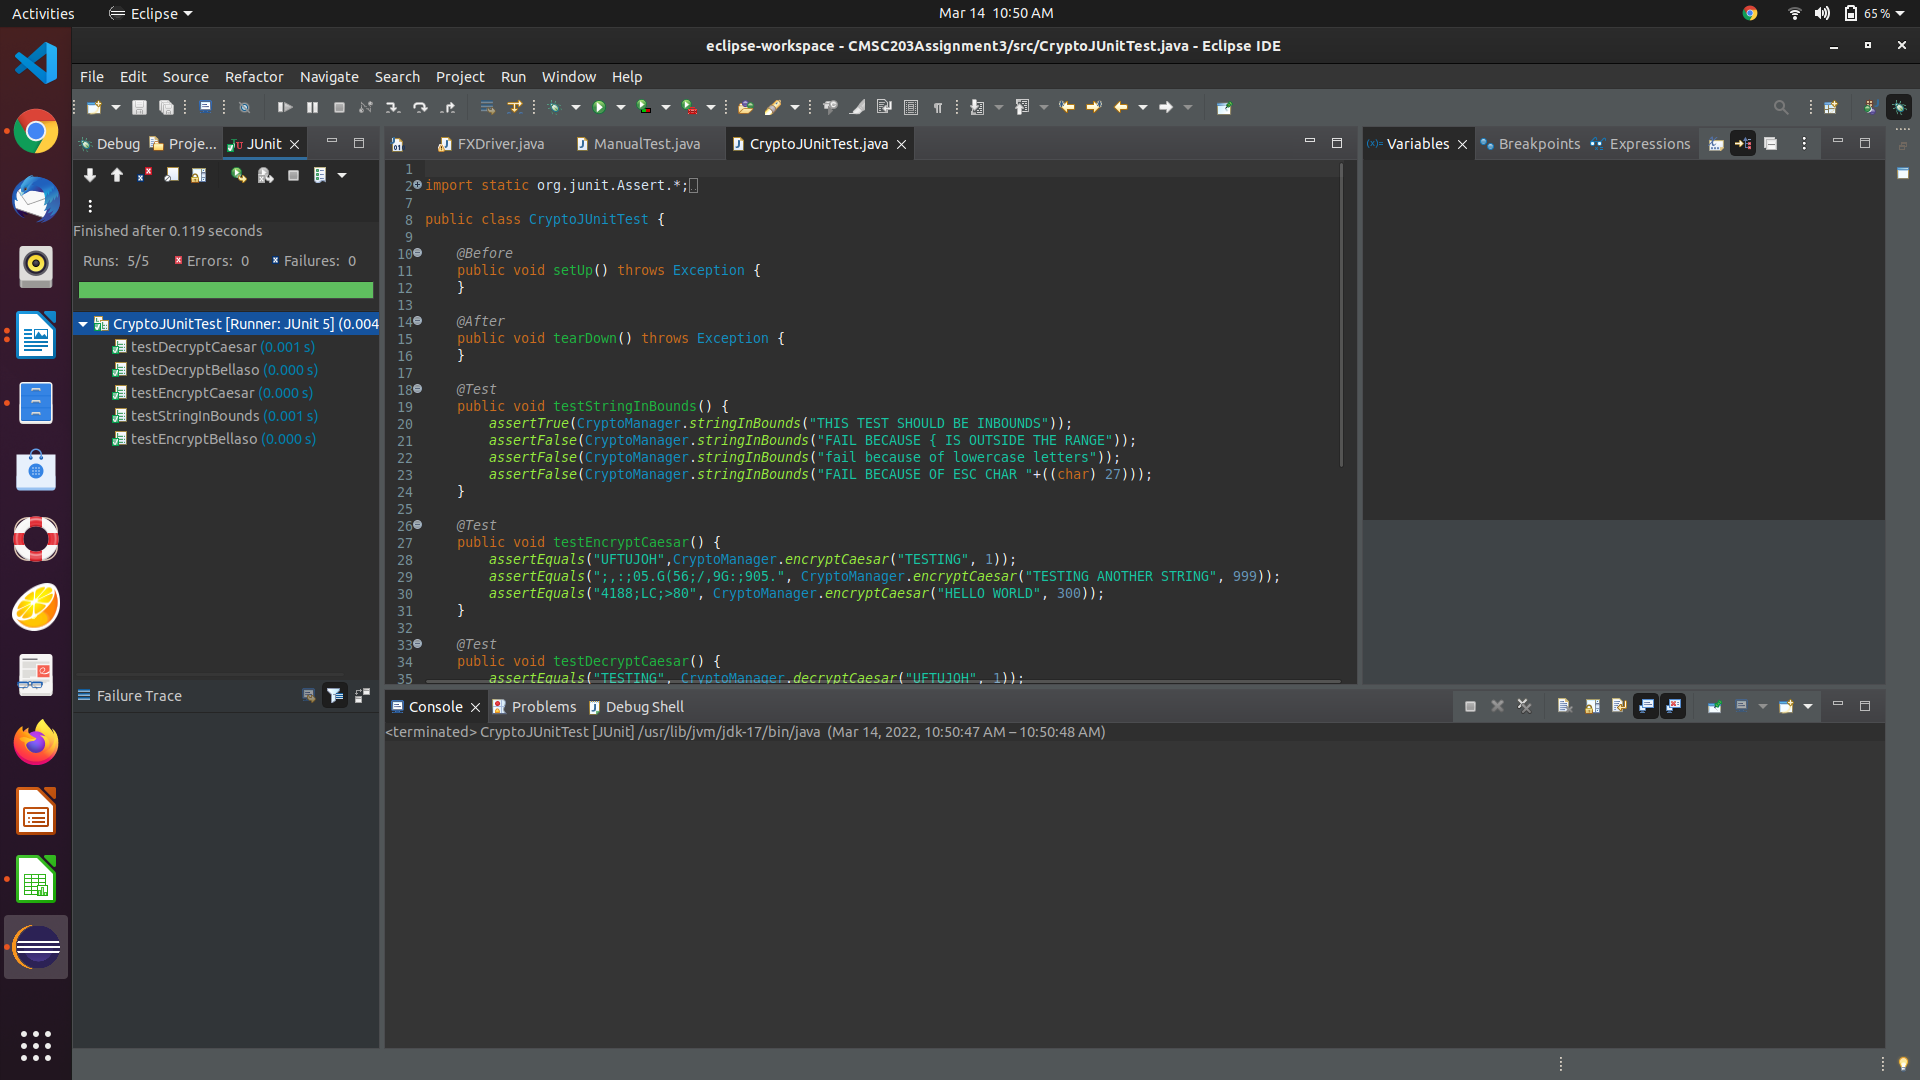 Activities
Eclipse
Mar 14 10:50 AM
65 %
eclipse-workspace - CMSC203Assignment3/src/CryptoJUnitTest.java - Eclipse IDE
File Edit Source Refactor Navigate Search Project Run Window Help
Debug
Proje...
JUnit
FXDriver.java
ManualTest.java
CryptoJUnitTest.java
Variables
Breakpoints
Expressions
Finished after 0.119 seconds
Runs: 5/5 Errors: 0 Failures: 0
CryptoJUnitTest [Runner: JUnit 5] (0.004
testDecryptCaesar (0.001 s)
testDecryptBellaso (0.000 s)
testEncryptCaesar (0.000 s)
testStringInBounds (0.001 s)
testEncryptBellaso (0.000 s)
Failure Trace
1
2 import static org.junit.Assert.*;
7
8 public class CryptoJUnitTest {
9
10 @Before
11 public void setUp() throws Exception {
12 }
13
14 @After
15 public void tearDown() throws Exception {
16 }
17
18 @Test
19 public void testStringInBounds() {
20 assertTrue(CryptoManager.stringInBounds("THIS TEST SHOULD BE INBOUNDS"));
21 assertFalse(CryptoManager.stringInBounds("FAIL BECAUSE { IS OUTSIDE THE RANGE"));
22 assertFalse(CryptoManager.stringInBounds("fail because of lowercase letters"));
23 assertFalse(CryptoManager.stringInBounds("FAIL BECAUSE OF ESC CHAR "+((char) 27)));
24 }
25
26 @Test
27 public void testEncryptCaesar() {
28 assertEquals("UFTUJOH",CryptoManager.encryptCaesar("TESTING", 1));
29 assertEquals(";,:;05.G(56;/,9G:;905.", CryptoManager.encryptCaesar("TESTING ANOTHER STRING", 999));
30 assertEquals("4188;LC;>80", CryptoManager.encryptCaesar("HELLO WORLD", 300));
31 }
32
33 @Test
34 public void testDecryptCaesar() {
35 assertEquals("TESTING", CryptoManager.decryptCaesar("UFTUJOH", 1));
Console
Problems
Debug Shell
<terminated> CryptoJUnitTest [JUnit] /usr/lib/jvm/jdk-17/bin/java (Mar 14, 2022, 10:50:47 AM – 10:50:48 AM)